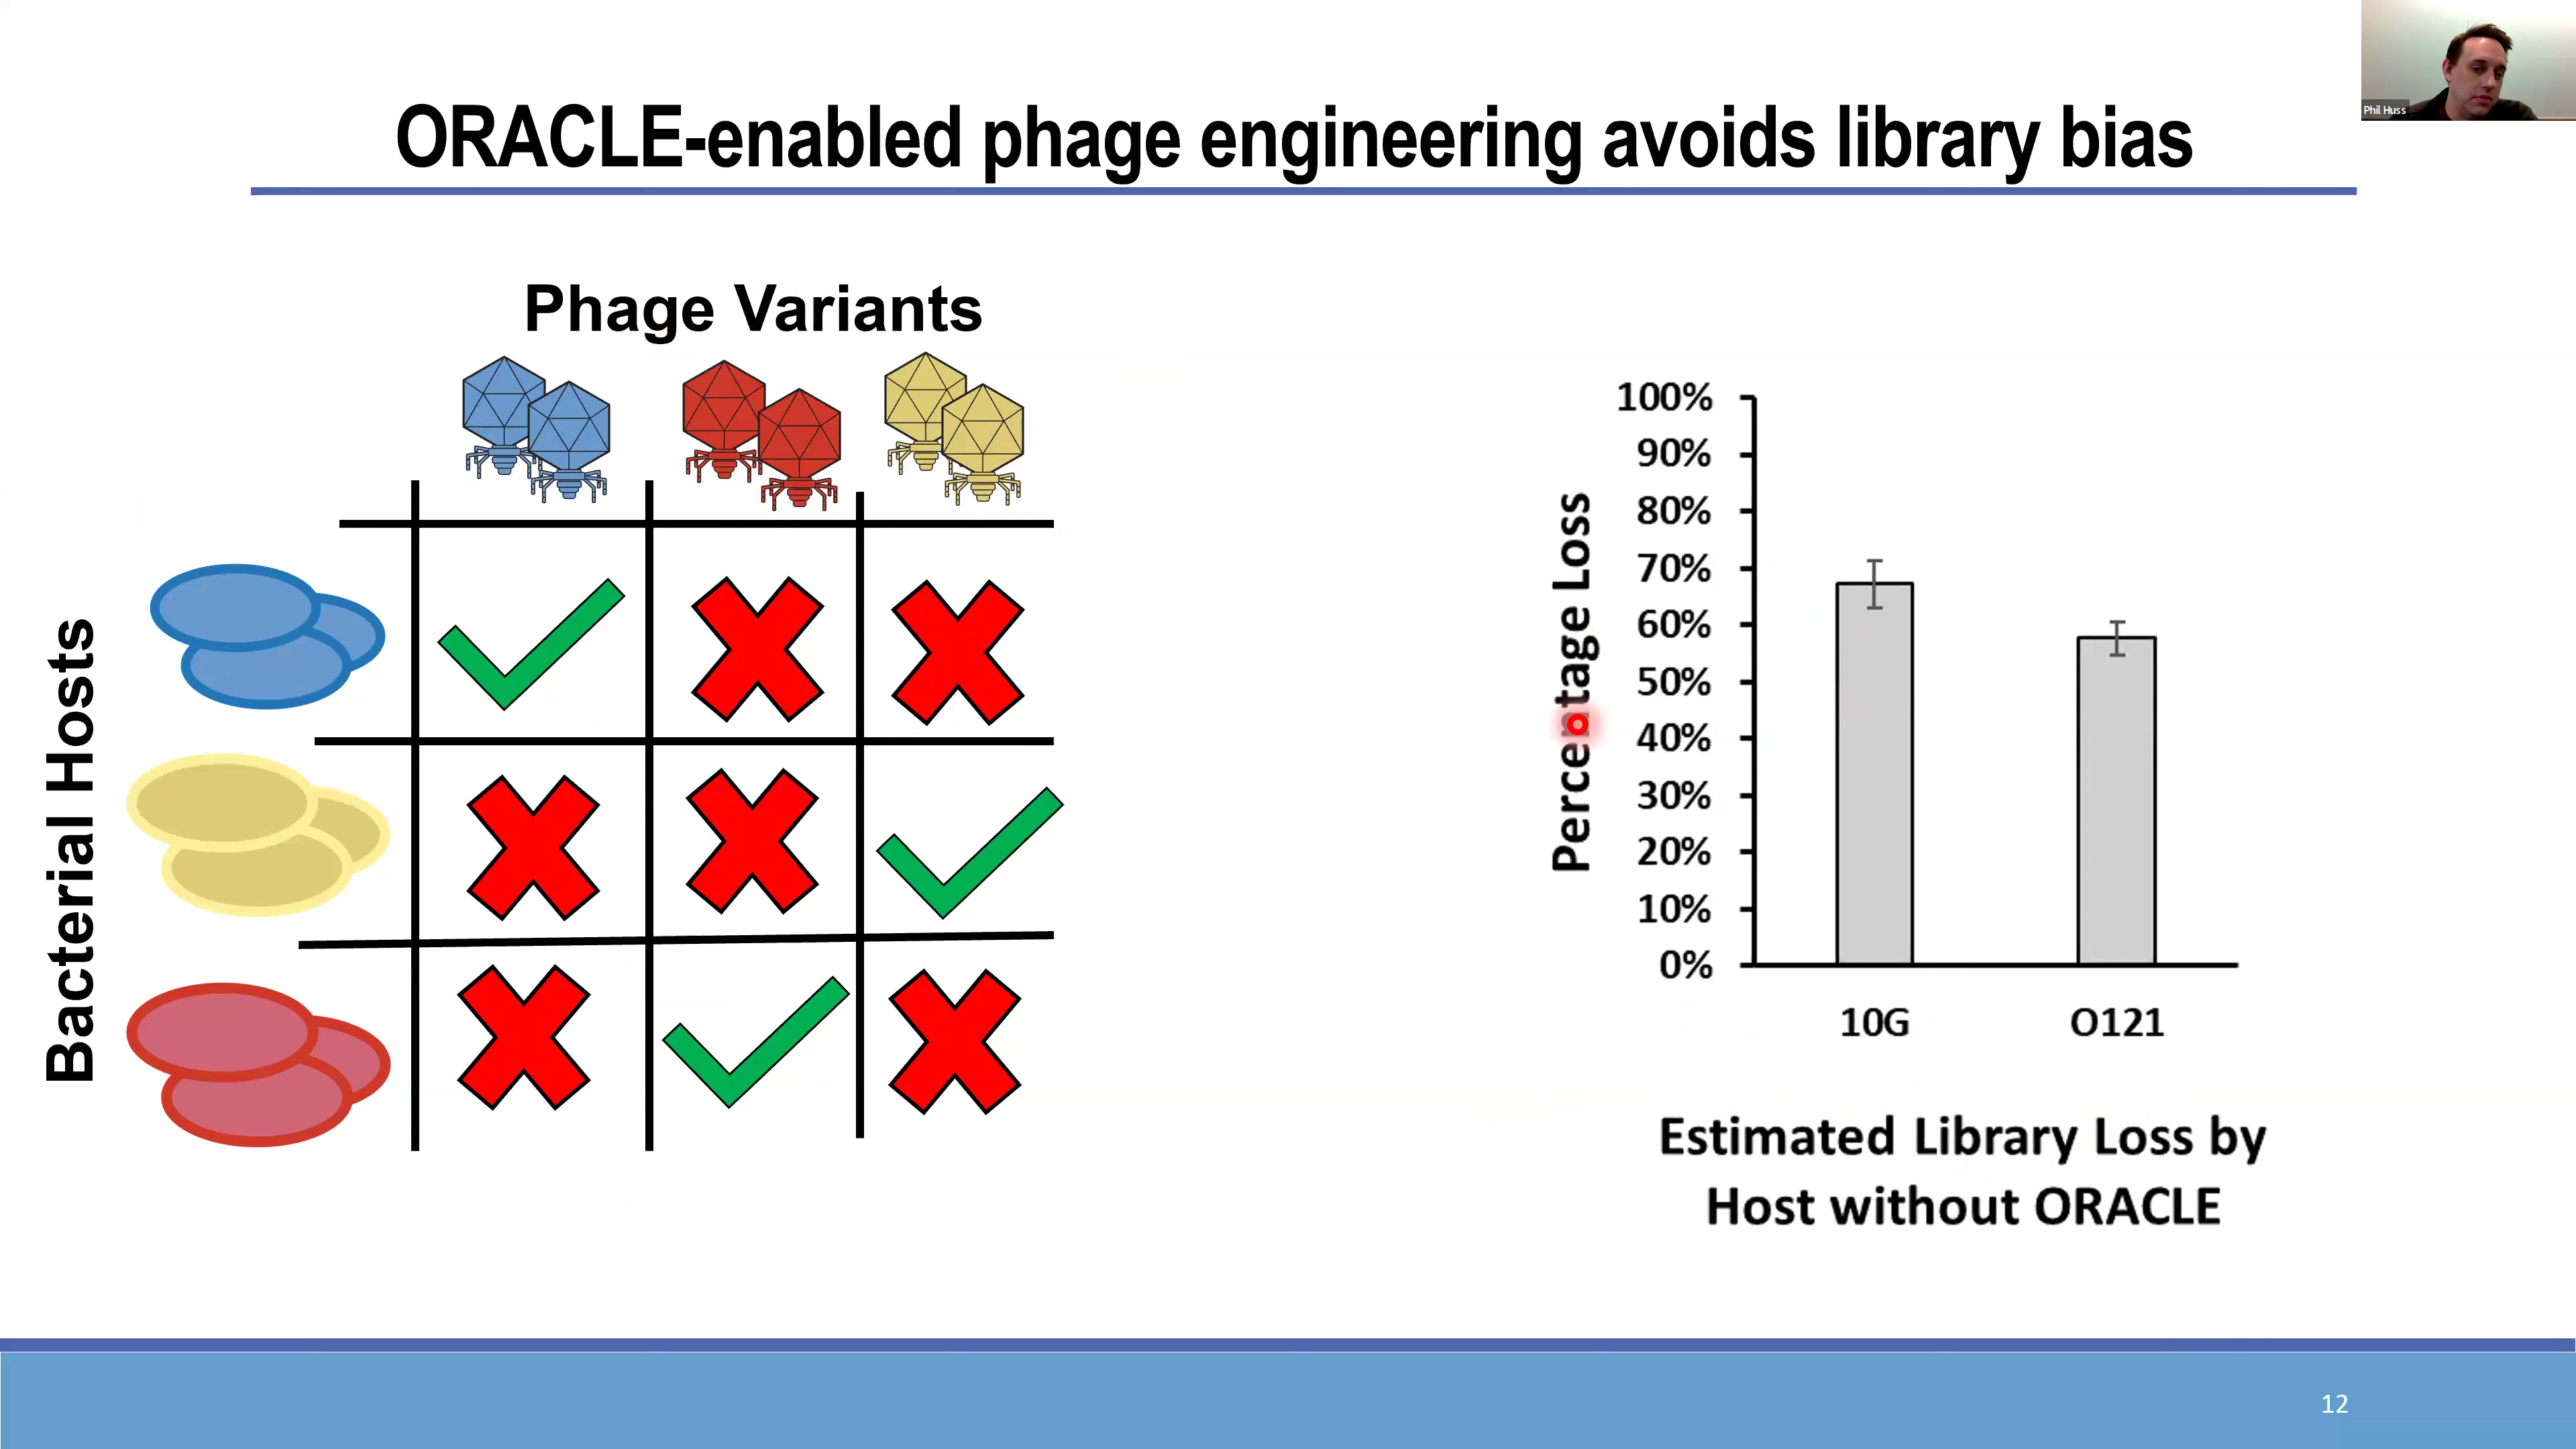 ORACLE-enabled phage engineering avoids library bias
Phil Huss
Phage Variants
Bacterial Hosts
Percentage Loss
100%
90%
80%
70%
60%
50%
40%
30%
20%
10%
0%
10G
O121
Estimated Library Loss by
Host without ORACLE
12